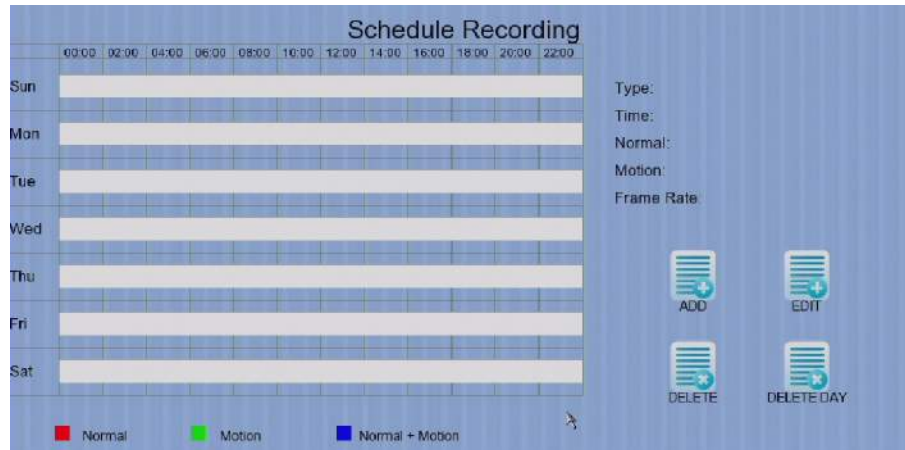 Schedule Recording
00:00 02:00 04:00 06:00 08:00 10:00 12:00 14:00 16:00 18:00 20:00 22:00
Sun
Mon
Tue
Wed
Thu
Fri
Sat
Type:
Time:
Normal:
Motion:
Frame Rate:
ADD EDIT
DELETE DELETE DAY
Normal Motion Normal + Motion